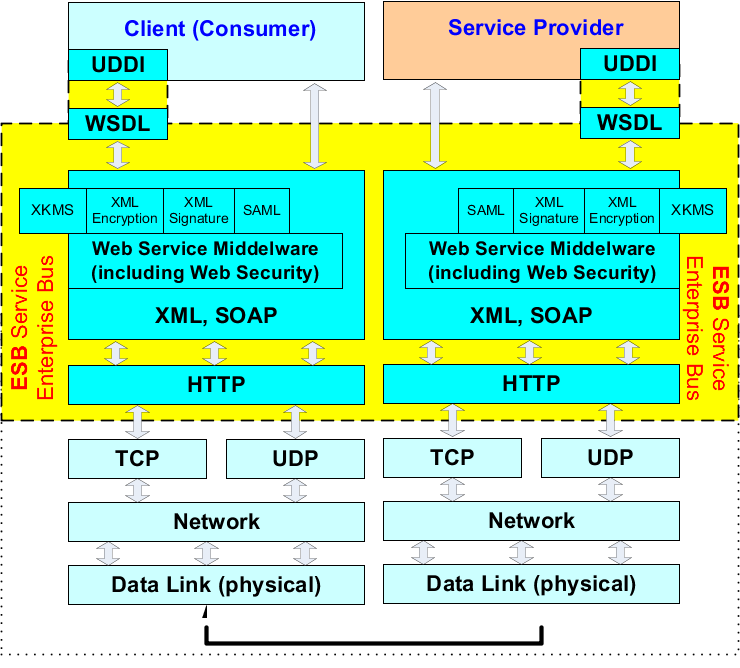 Client (Consumer)
UDDI
WSDL
XKMS
XML
Encryption
XML
Signature
SAML
Web Service Middelware
(including Web Security)
XML, SOAP
ESB Service
Enterprise Bus
HTTP
TCP
UDP
Network
Data Link (physical)
Service Provider
UDDI
WSDL
SAML
XML
Signature
XML
Encryption
XKMS
Web Service Middelware
(including Web Security)
XML, SOAP
ESB Service
Enterprise Bus
HTTP
TCP
UDP
Network
Data Link (physical)